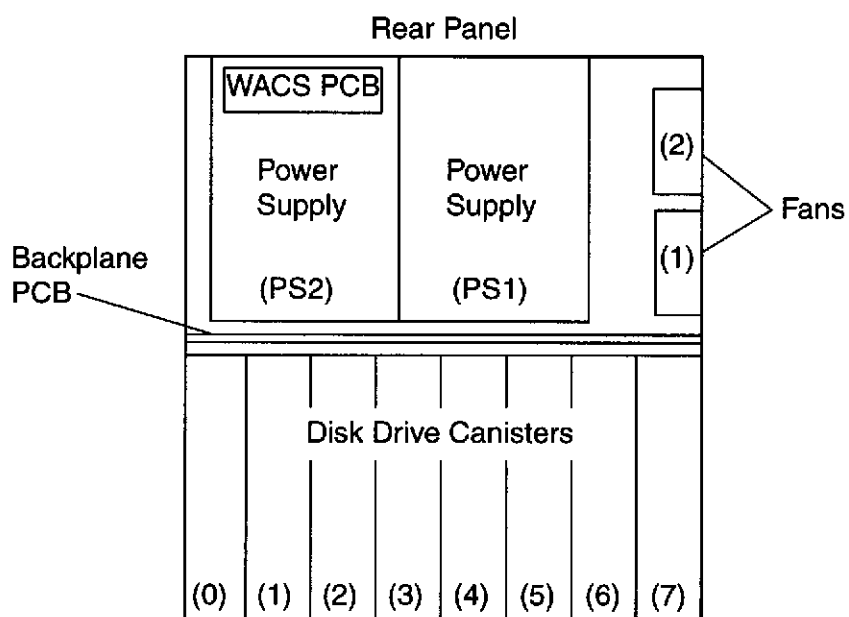 Rear Panel
WACS PCB
Power
Supply
(PS2)
Power
Supply
(PS1)
(2)
(1)
Fans
Backplane
PCB
Disk Drive Canisters
(0) (1) (2) (3) (4) (5) (6) (7)